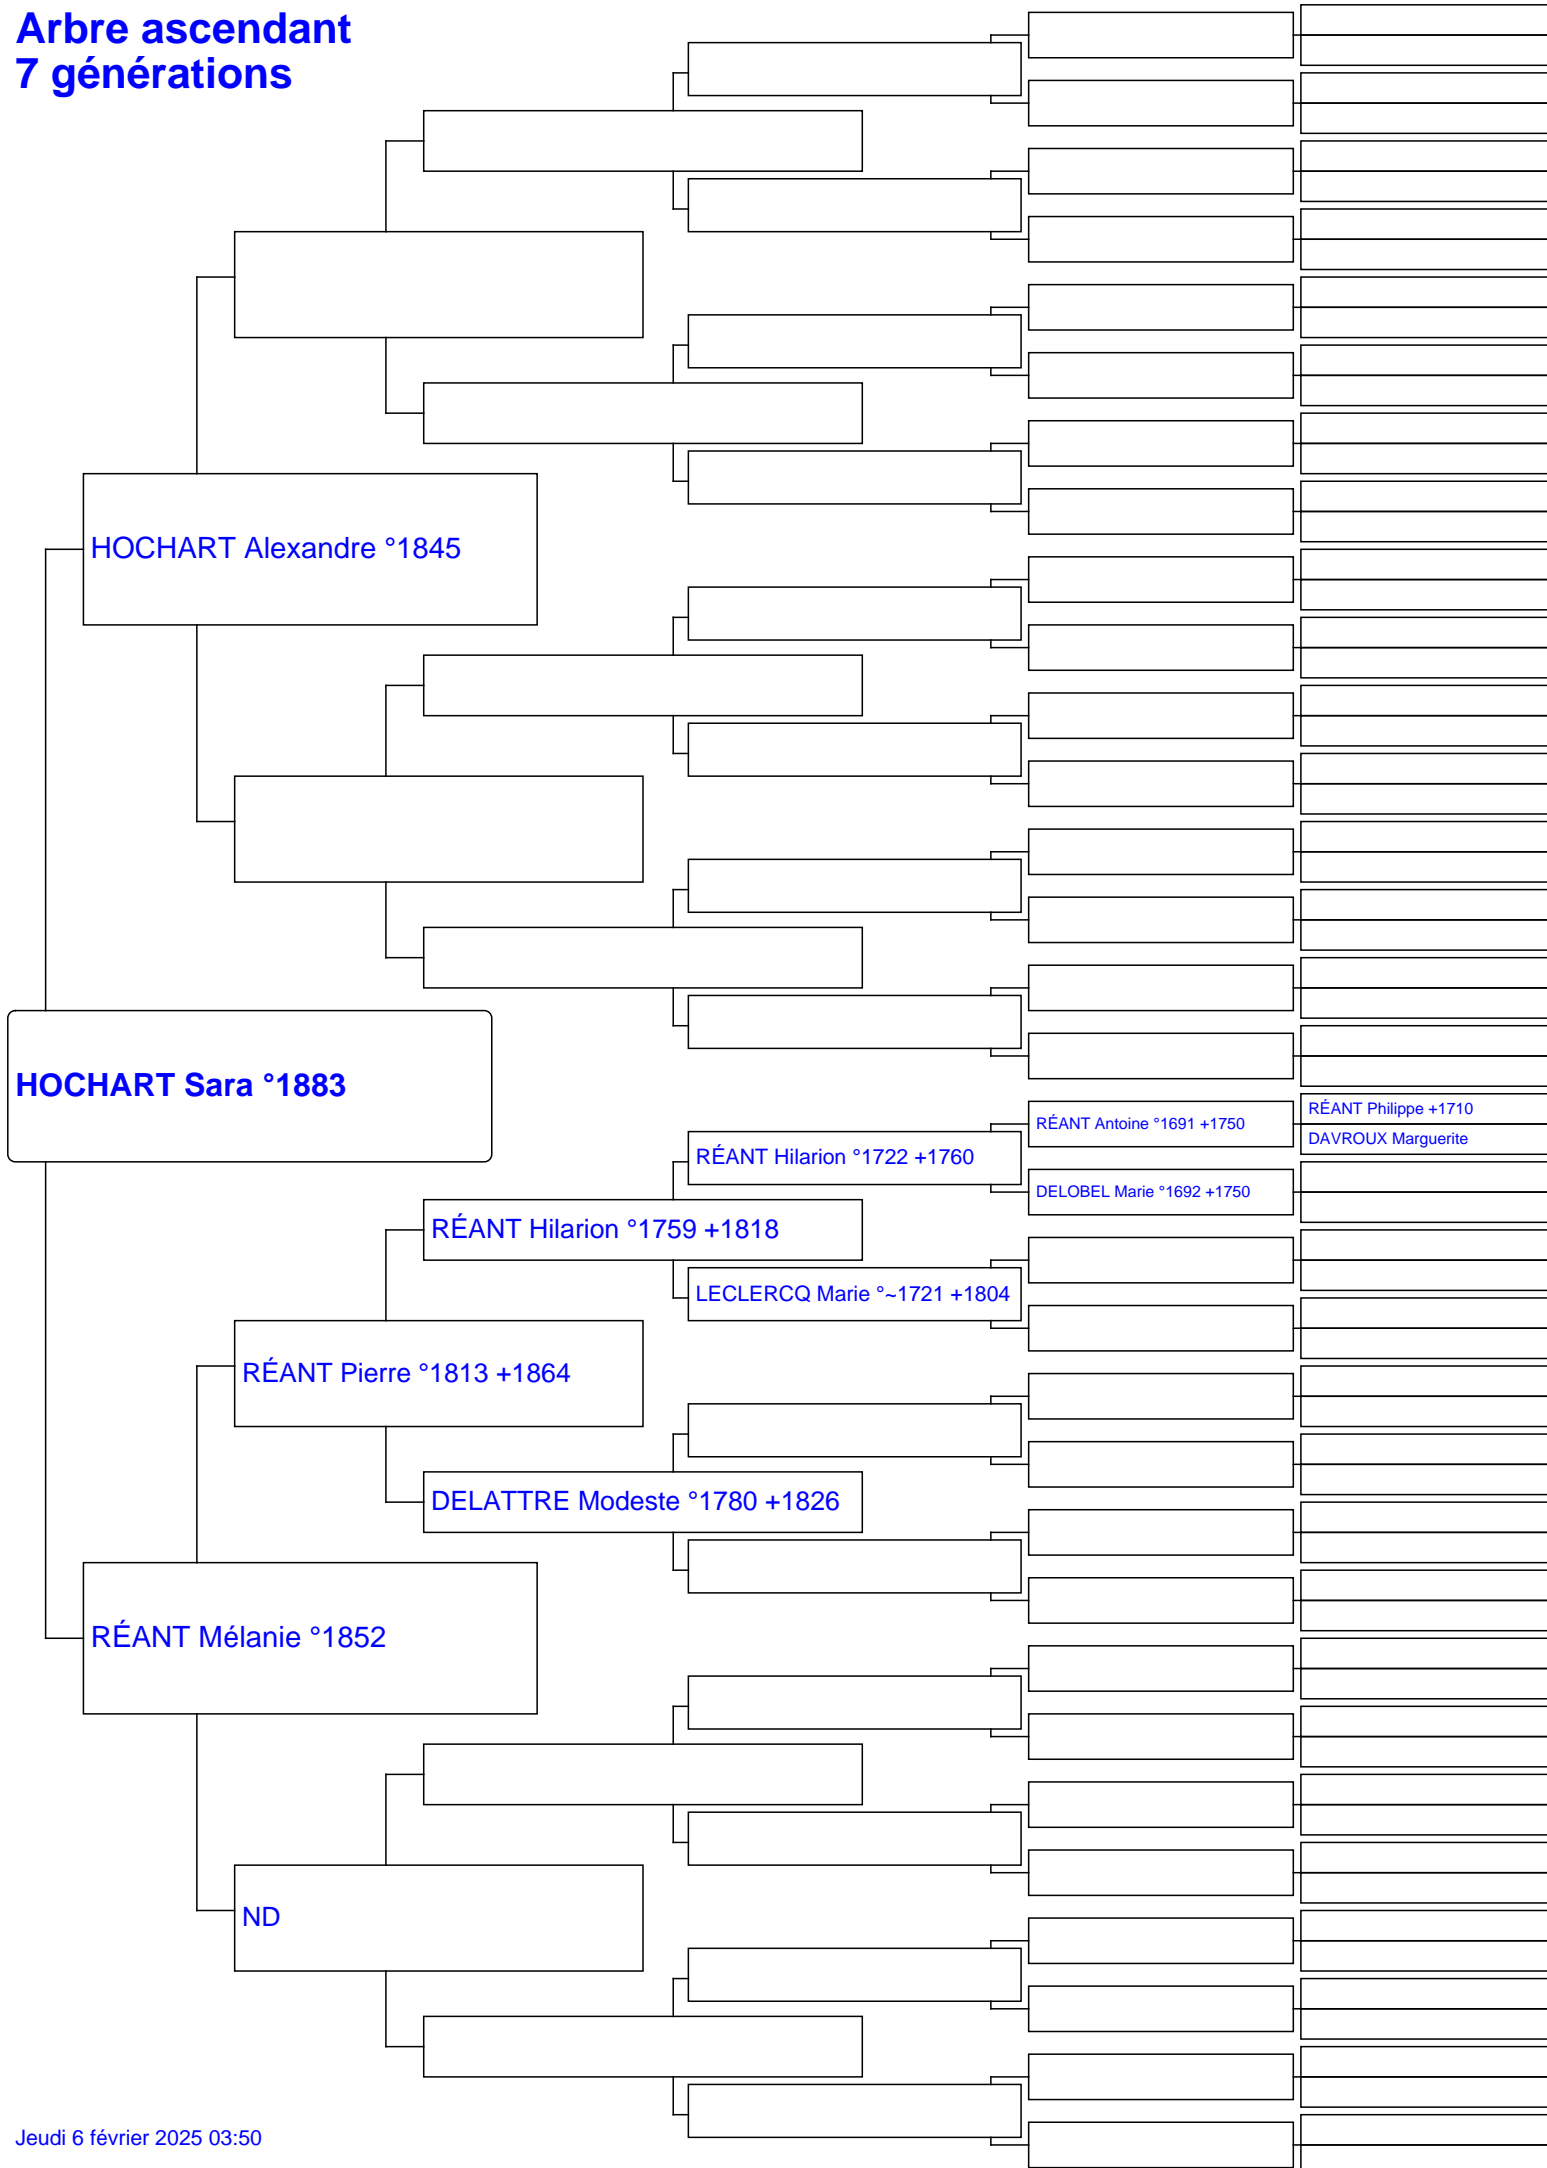 Arbre ascendant
7 générations
HOCHART Alexandre °1845
HOCHART Sara °1883
RÉANT Antoine °1691 +1750
RÉANT Philippe +1710
DAVROUX Marguerite
RÉANT Hilarion °1722 +1760
DELOBEL Marie °1692 +1750
RÉANT Hilarion °1759 +1818
LECLERCQ Marie °~1721 +1804
RÉANT Pierre °1813 +1864
DELATTRE Modeste °1780 +1826
RÉANT Mélanie °1852
ND
Jeudi 6 février 2025 03:50